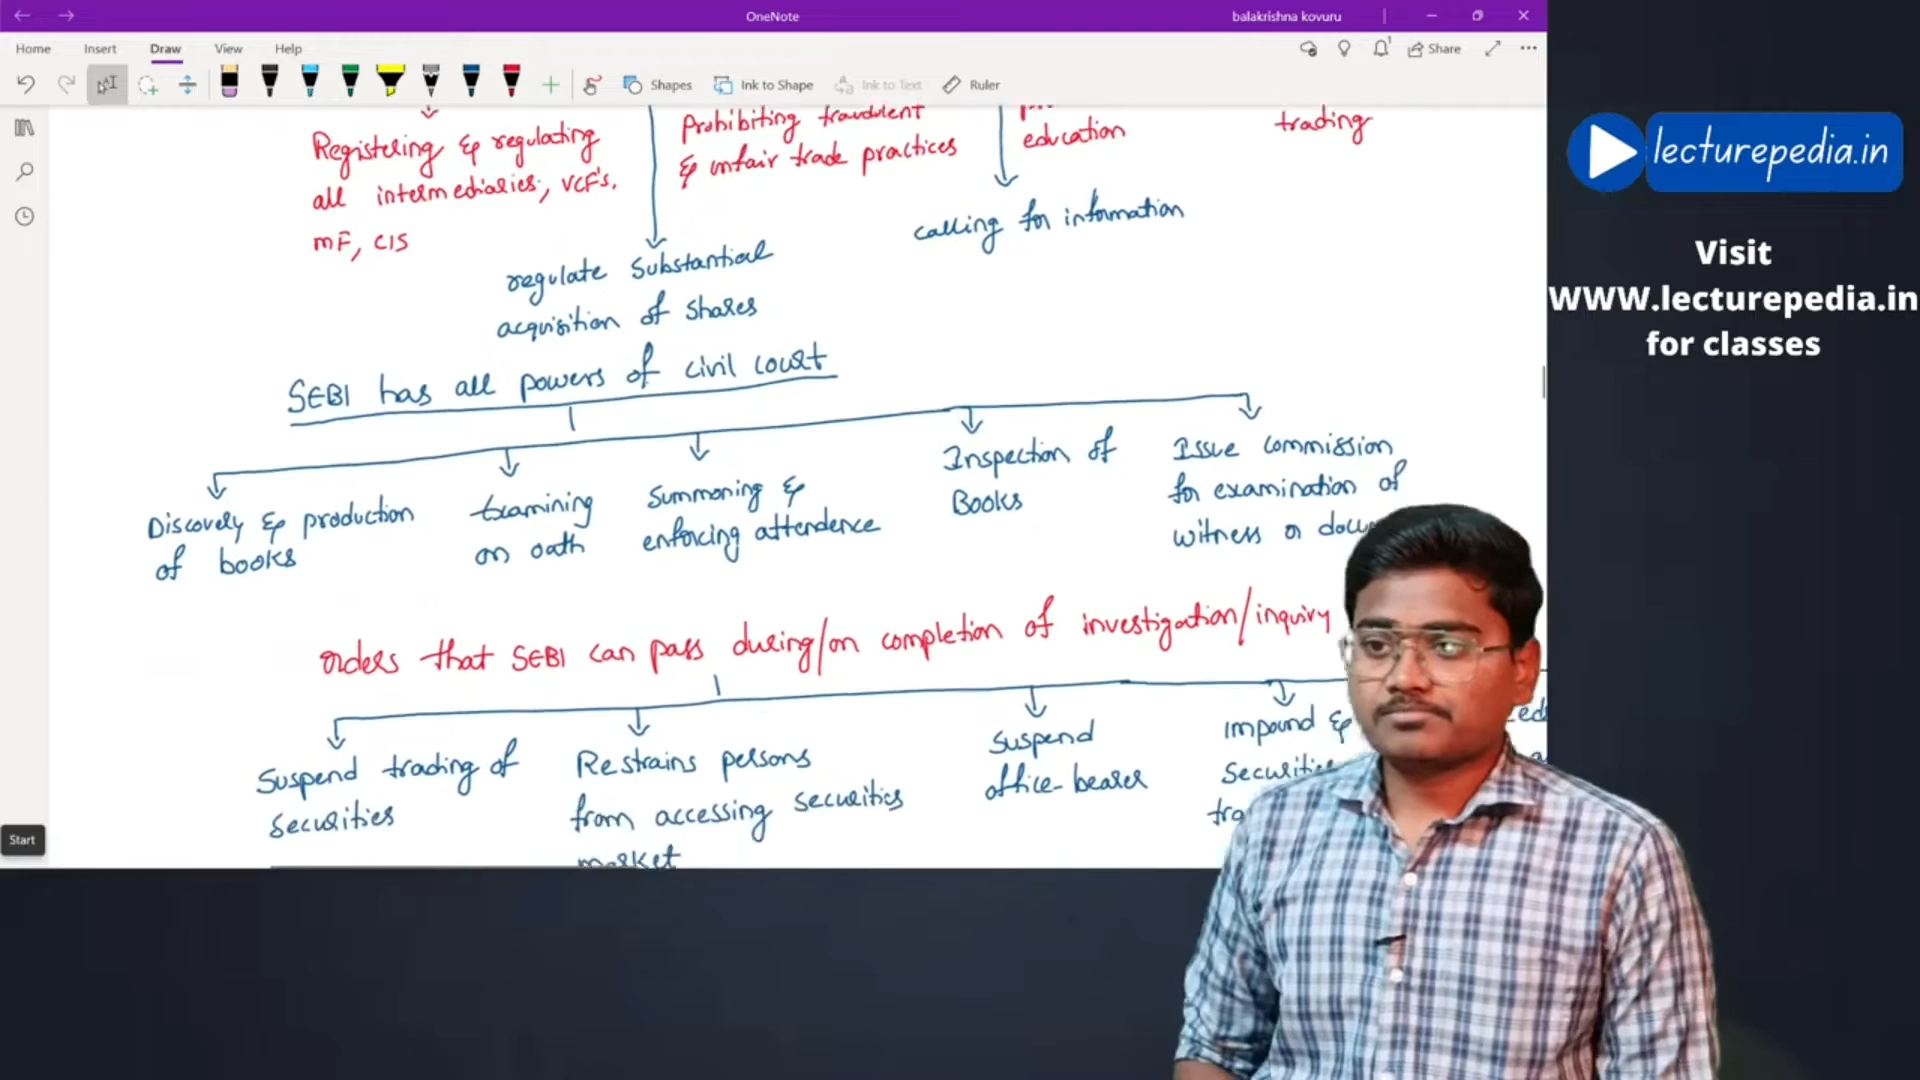 OneNote
balakrishna kovuru
Home Insert Draw View Help
Share
Shapes
Ink to Shape
Ink to Text
Ruler
Registering & regulating
all intermediaries, VCF's.
MF, CIS
Prohibiting fraudulent
& unfair trade practices
education
trading
calling for information
regulate substantial
acquisition of shares
SEBI has all powers of civil court
Discovery & production
of books
Examining
on oath
Summoning &
enforcing attendence
Inspection of
Books
Issue commission
for examination of
witness or
orders that SEBI can pass during/on completion of investigation/inquiry
Suspend trading of
securities
Restrains persons
from accessing securities
market
Suspend
office-bearer
Impound &
Start
lecturepedia.in
Visit
WWW.lecturepedia.in
for classes